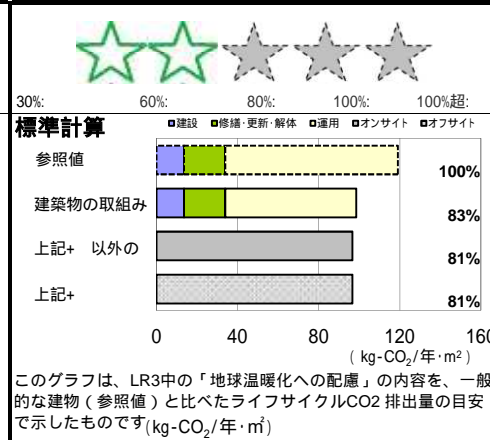 30%: 60%: 80%: 100%: 100%超:
標準計算
■建設 ■修繕･更新･解体 □運用 ■オンサイト ■オフサイト
参照値 100%
建築物の取組み 83%
上記+ 以外の 81%
上記+ 81%
0 40 80 120 160
( kg-CO₂/年･m² )
このグラフは、LR3中の「地球温暖化への配慮」の内容を、一般
的な建物（参照値）と比べたライフサイクルCO2 排出量の目安
で示したものです(kg-CO₂/年･㎡)